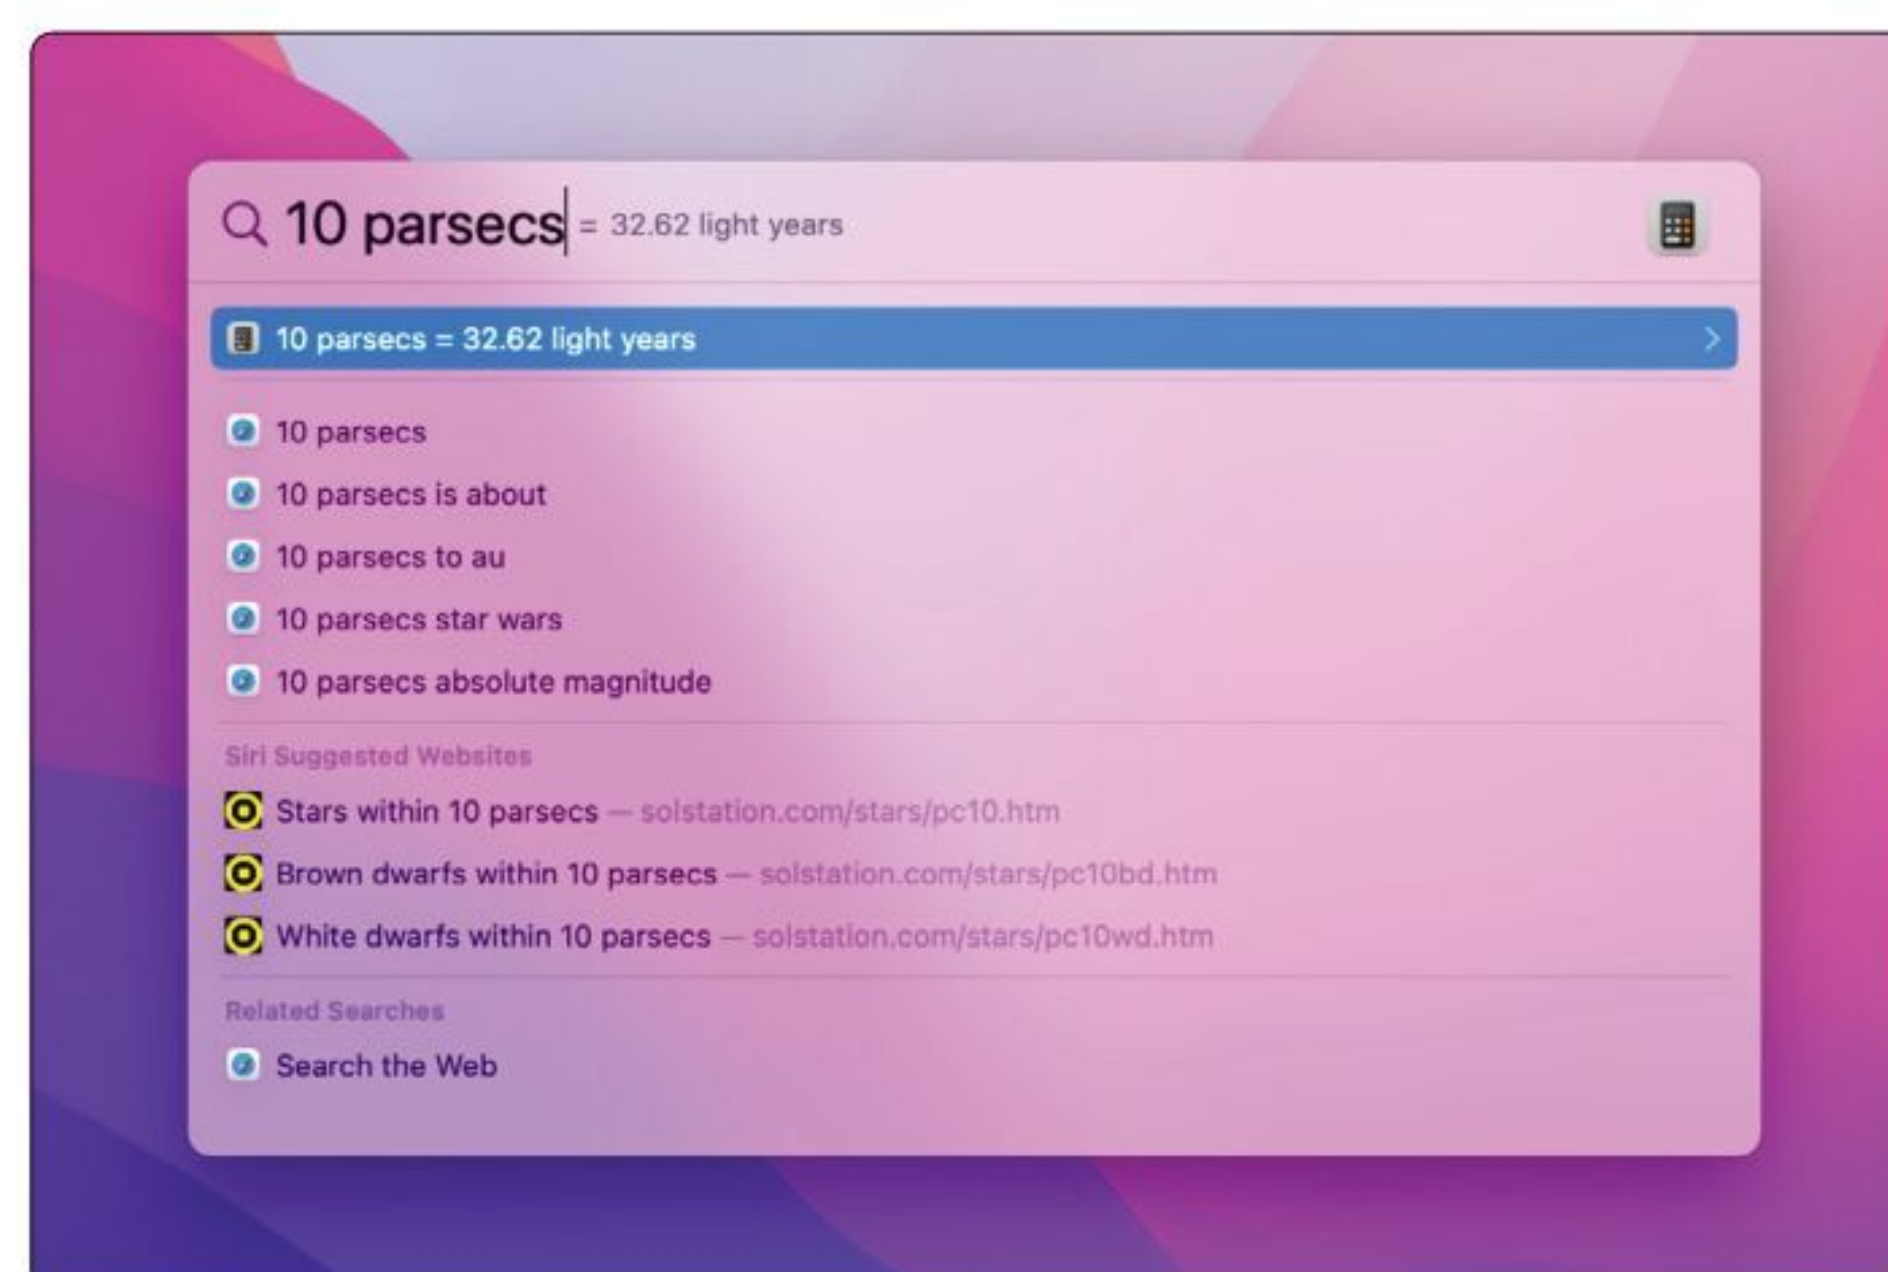 10 parsecs = 32.62 light years
10 parsecs = 32.62 light years
10 parsecs
10 parsecs is about
10 parsecs to au
10 parsecs star wars
10 parsecs absolute magnitude
Siri Suggested Websites
Stars within 10 parsecs — solstation.com/stars/pc10.htm
Brown dwarfs within 10 parsecs — solstation.com/stars/pc10bd.htm
White dwarfs within 10 parsecs — solstation.com/stars/pc10wd.htm
Related Searches
Search the Web